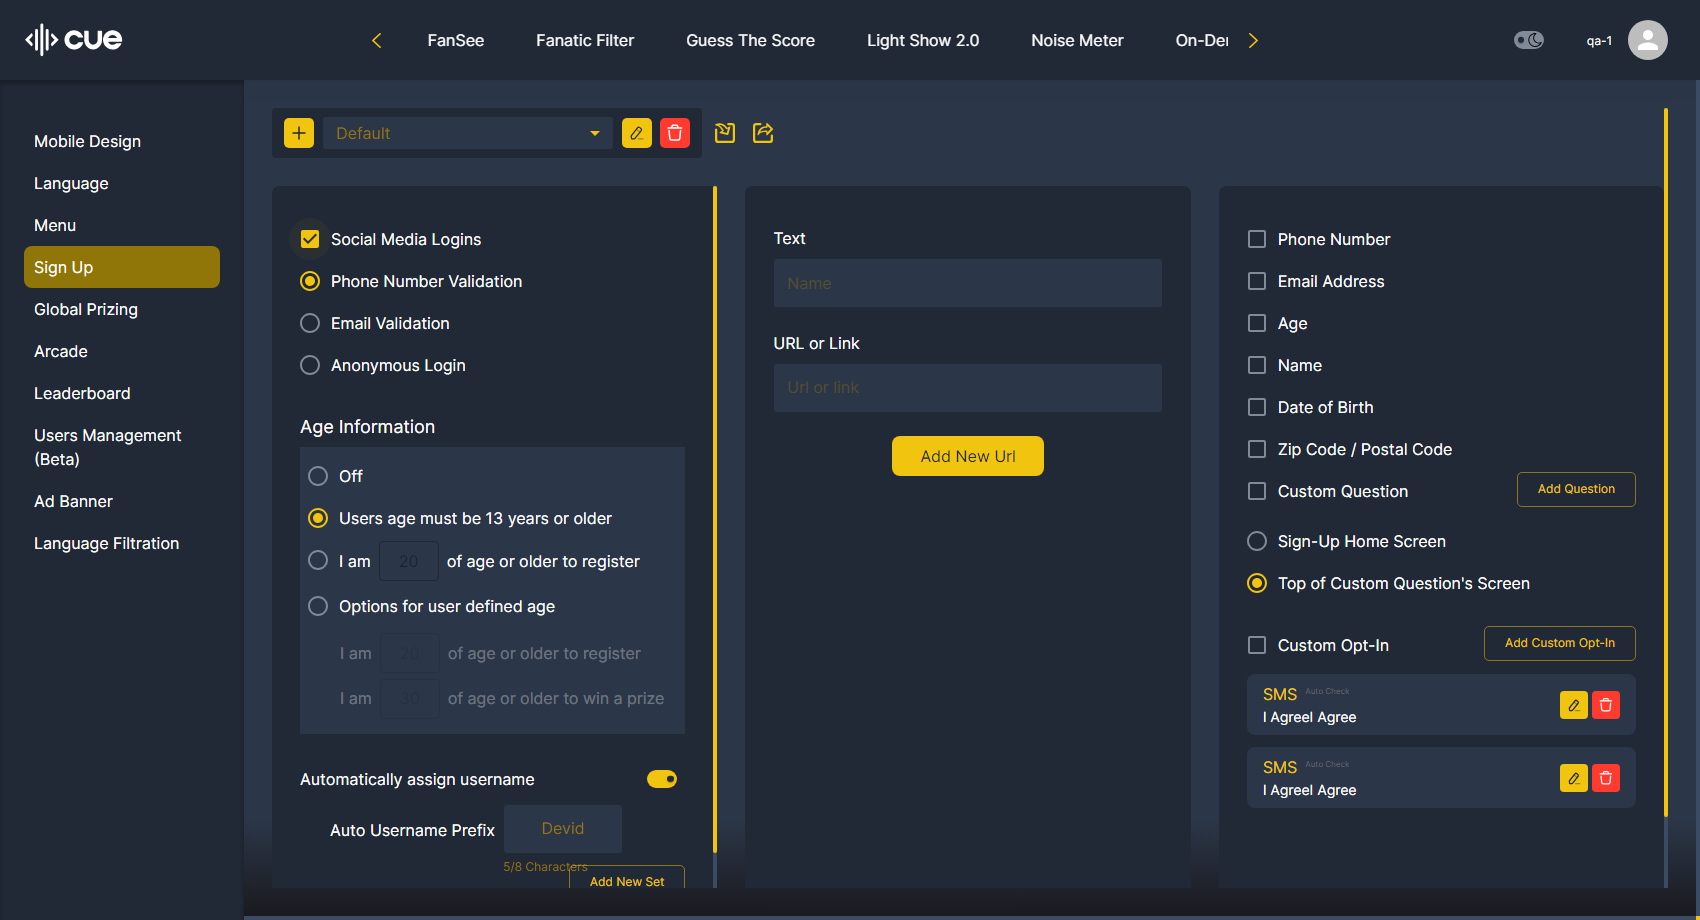 cue
FanSee
Fanatic Filter
Guess The Score
Light Show 2.0
Noise Meter
On-Der
qa-1
Mobile Design
Language
Menu
Sign Up
Global Prizing
Arcade
Leaderboard
Users Management
(Beta)
Ad Banner
Language Filtration
Default
Social Media Logins
Phone Number Validation
Email Validation
Anonymous Login
Age Information
Off
Users age must be 13 years or older
I am 20 of age or older to register
Options for user defined age
I am 20 of age or older to register
I am 30 of age or older to win a prize
Automatically assign username
Auto Username Prefix Devid
5/8 Characters
Add New Set
Text
Name
URL or Link
Url or link
Add New Url
Phone Number
Email Address
Age
Name
Date of Birth
Zip Code / Postal Code
Custom Question
Add Question
Sign-Up Home Screen
Top of Custom Question's Screen
Custom Opt-In
Add Custom Opt-In
SMS Auto Check
I AgreeI Agree
SMS Auto Check
I AgreeI Agree